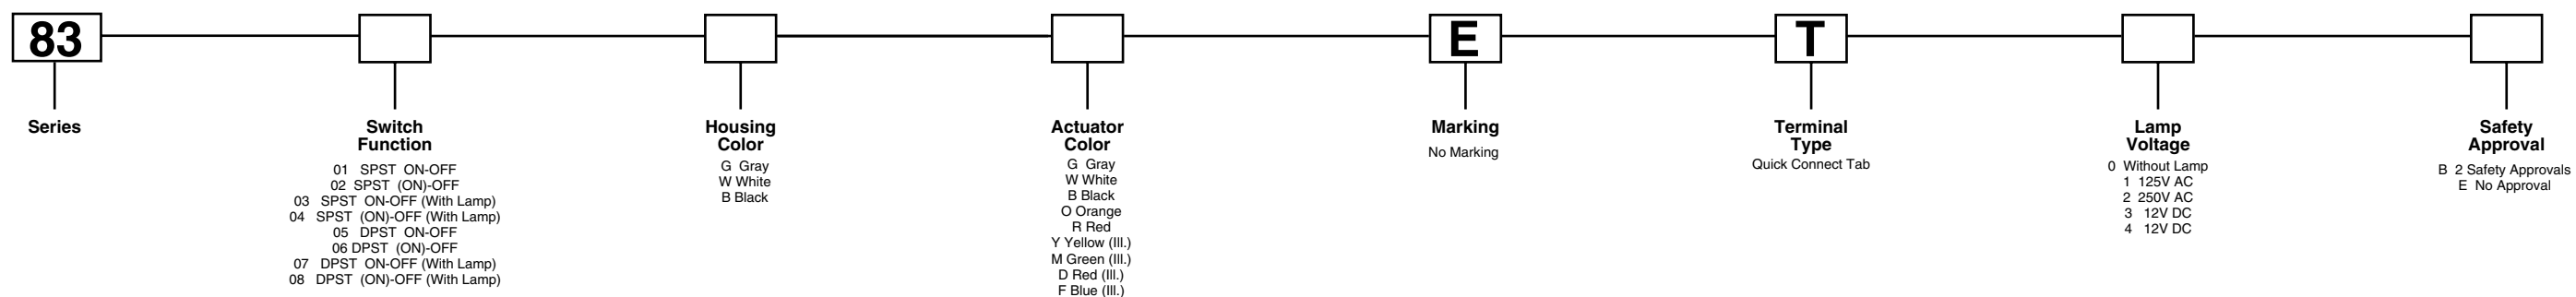 83
E
T
Series
Switch
Function
01 SPST ON-OFF
02 SPST (ON)-OFF
03 SPST ON-OFF (With Lamp)
04 SPST (ON)-OFF (With Lamp)
05 DPST ON-OFF
06 DPST (ON)-OFF
07 DPST ON-OFF (With Lamp)
08 DPST (ON)-OFF (With Lamp)
Housing
Color
G Gray
W White
B Black
Actuator
Color
G Gray
W White
B Black
O Orange
R Red
Y Yellow (Ill.)
M Green (Ill.)
D Red (Ill.)
F Blue (Ill.)
Marking
No Marking
Terminal
Type
Quick Connect Tab
Lamp
Voltage
0 Without Lamp
1 125V AC
2 250V AC
3 12V DC
4 12V DC
Safety
Approval
B 2 Safety Approvals
E No Approval